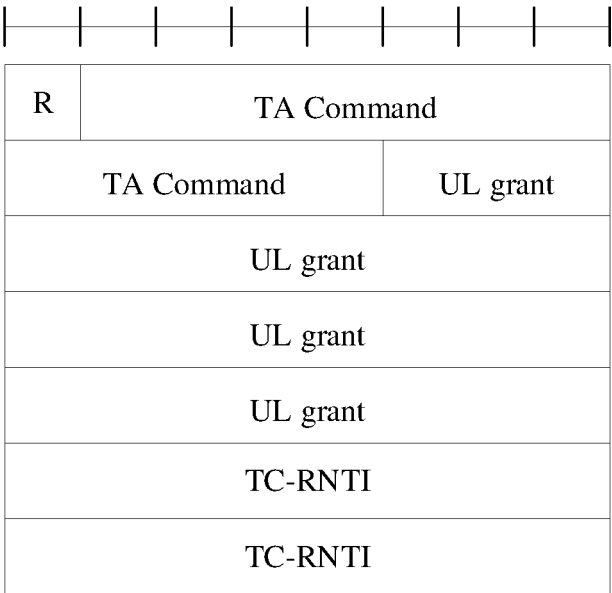 R TA Command
TA Command UL grant
UL grant
UL grant
UL grant
TC-RNTI
TC-RNTI